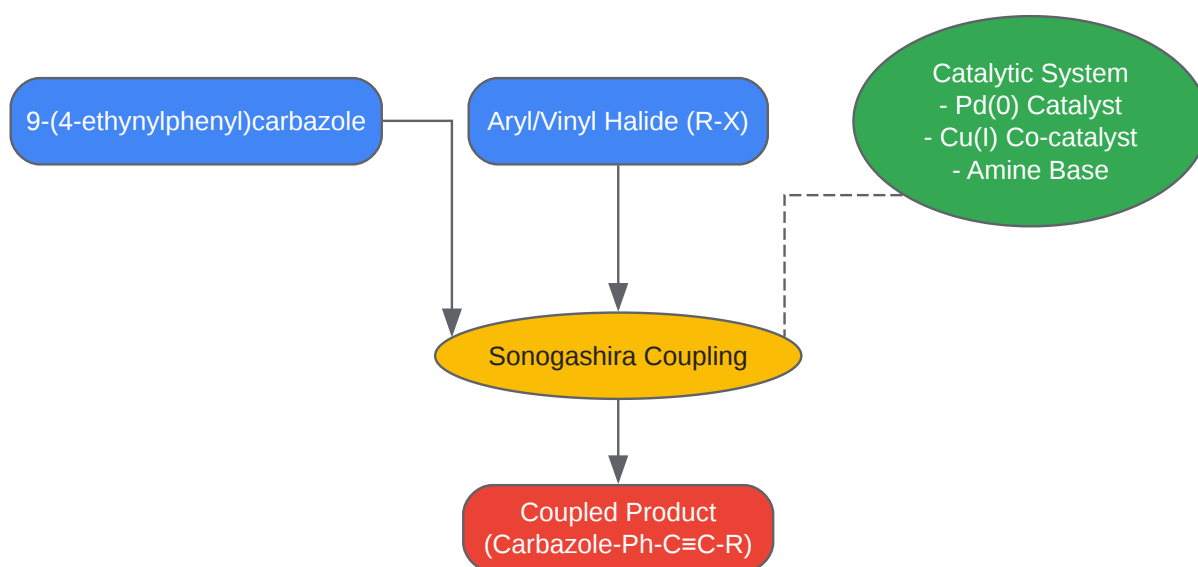 9-(4-ethynylphenyl)carbazole
Aryl/Vinyl Halide (R-X)
Catalytic System
- Pd(0) Catalyst
- Cu(I) Co-catalyst
- Amine Base
Sonogashira Coupling
Coupled Product
(Carbazole-Ph-C≡C-R)